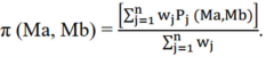 π (Ma, Mb) = [∑ⁿⱼ₌₁ wⱼPⱼ (Ma,Mb)] / ∑ⁿⱼ₌₁ wⱼ.